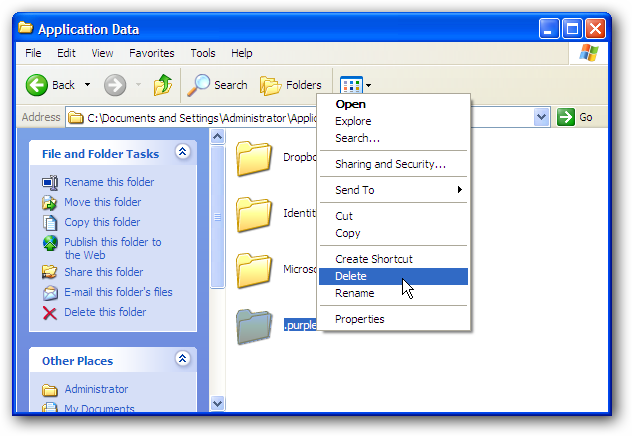 Application Data
File Edit View Favorites Tools Help
Back Search Folders
Address C:\Documents and Settings\Administrator\Applic Go
File and Folder Tasks
Rename this folder
Move this folder
Copy this folder
Publish this folder to
the Web
Share this folder
E-mail this folder's files
Delete this folder
Other Places
Administrator
My Documents
Dropbo
Identit
Microso
.purple
Open
Explore
Search...
Sharing and Security...
Send To
Cut
Copy
Create Shortcut
Delete
Rename
Properties